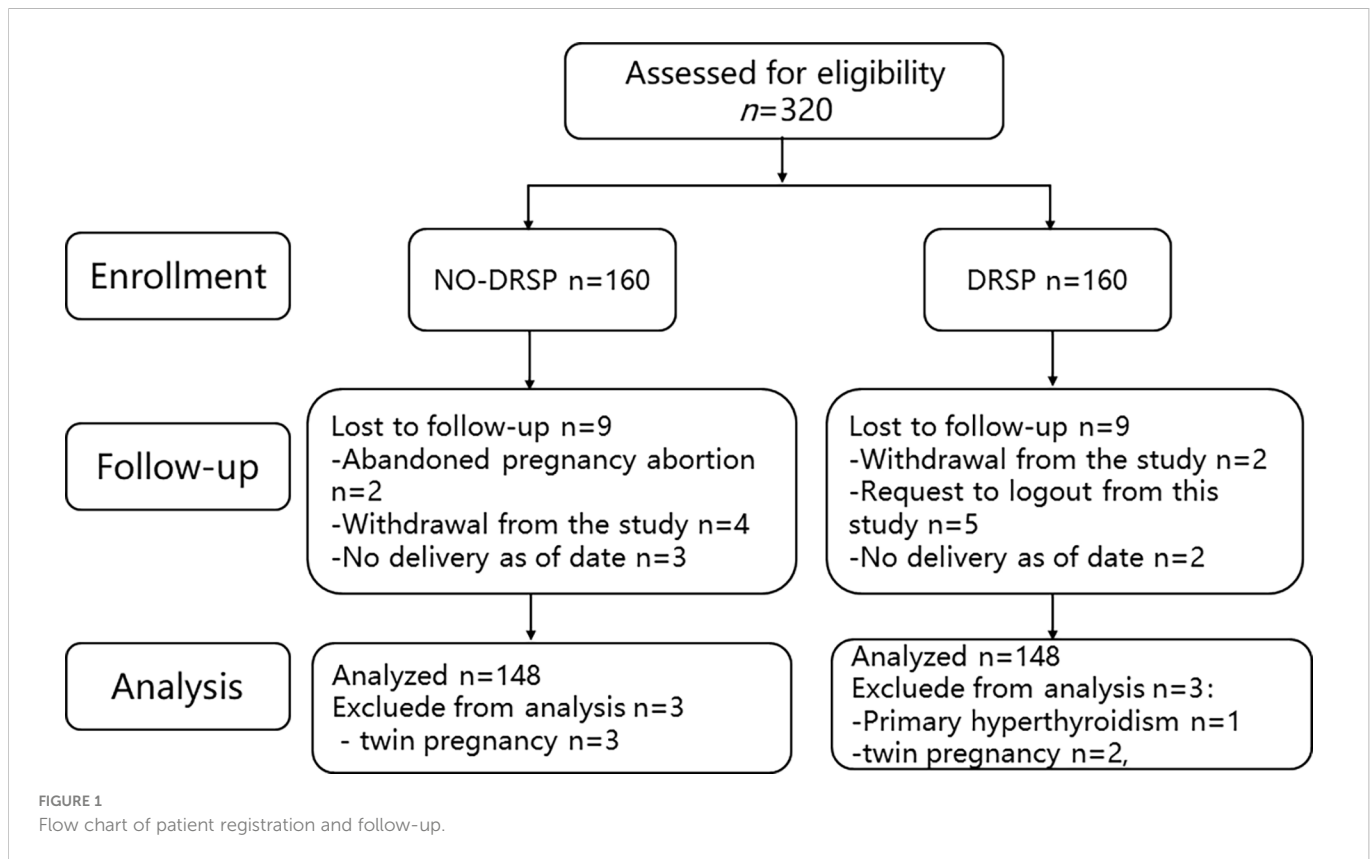 Assessed for eligibility
n=320
Enrollment
NO-DRSP n=160
DRSP n=160
Follow-up
Lost to follow-up n=9
-Abandoned pregnancy abortion
n=2
-Withdrawal from the study n=4
-No delivery as of date n=3
Lost to follow-up n=9
-Withdrawal from the study n=2
-Request to logout from this
study n=5
-No delivery as of date n=2
Analysis
Analyzed n=148
Excluede from analysis n=3
- twin pregnancy n=3
Analyzed n=148
Excluede from analysis n=3:
-Primary hyperthyroidism n=1
-twin pregnancy n=2,
FIGURE 1
Flow chart of patient registration and follow-up.